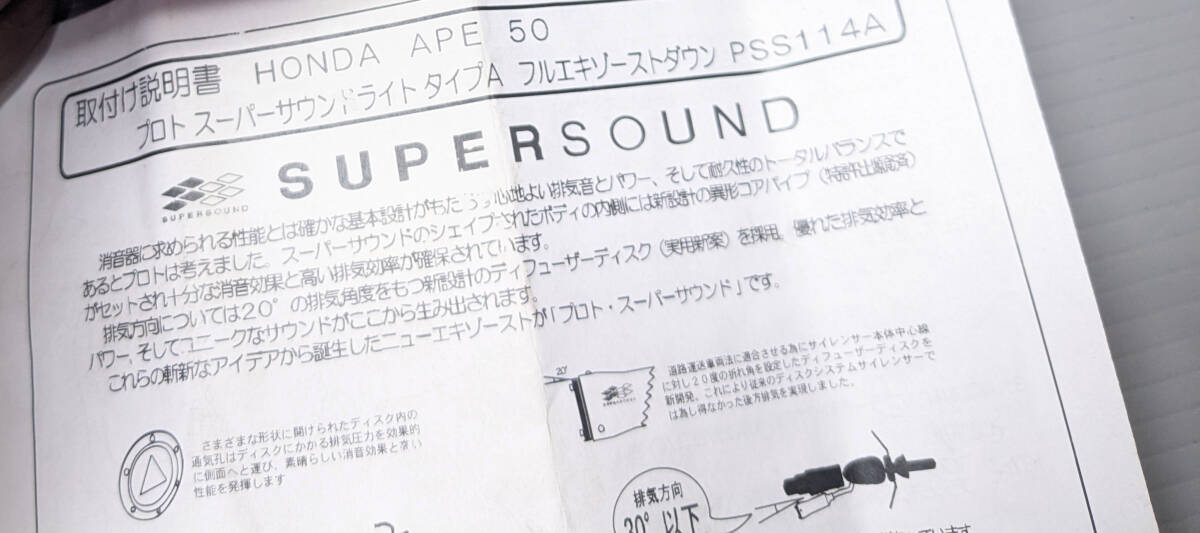 取付け説明書 HONDA APE 50
プロト スーパーサウンドライト タイプA フルエキゾーストダウン PSS114A
SUPERSOUND
SUPERSOUND
消音器に求められる性能とは確かな基本設計がもたらす心地よい排気音とパワー、そして耐久性のトータルバランスで
あるとプロトは考えました。スーパーサウンドのシェイプされたボディの内側には新設計の異形コアパイプ（特許出願済）
がセットされ十分な消音効果と高い排気効率が確保されています。
排気方向については20°の排気角度をもつ新設計のディフューザーディスク（実用新案）を採用、優れた排気効率と
パワー、そしてユニークなサウンドがここから生み出されます。
これらの斬新なアイデアから誕生したニューエキゾーストが「プロト・スーパーサウンド」です。
20°
道路運送車両法に適合させる為にサイレンサー本体中心線
に対し20度の折れ角を設定したディフューザーディスクを
新開発、これにより従来のディスクシステムサイレンサーで
は為し得なかった後方排気を実現しました。
さまざまな形状に開けられたディスク内の
通気孔はディスクにかかる排気圧力を効果的
に側面へと運び、素晴らしい消音効果と高い
性能を発揮します
排気方向
30°以下
います